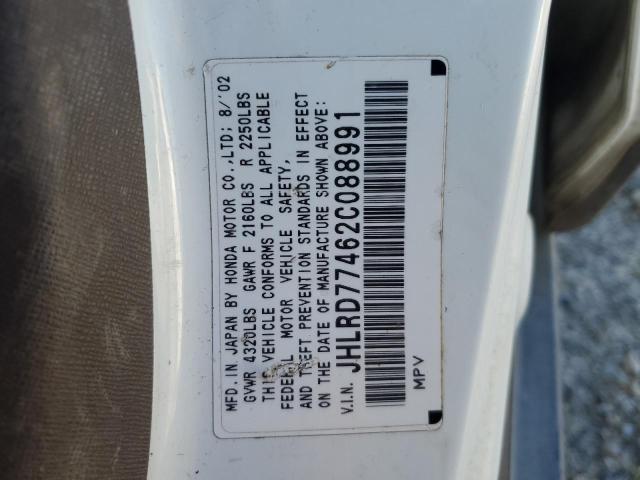 MFD. IN JAPAN BY HONDA MOTOR CO.,LTD; 8/'02
GVWR 4320LBS GAWR F 2160LBS R 2250LBS
THIS VEHICLE CONFORMS TO ALL APPLICABLE
FEDERAL MOTOR VEHICLE SAFETY,
AND THEFT PREVENTION STANDARDS IN EFFECT
ON THE DATE OF MANUFACTURE SHOWN ABOVE:
V.I.N. JHLRD77462C088991
MPV